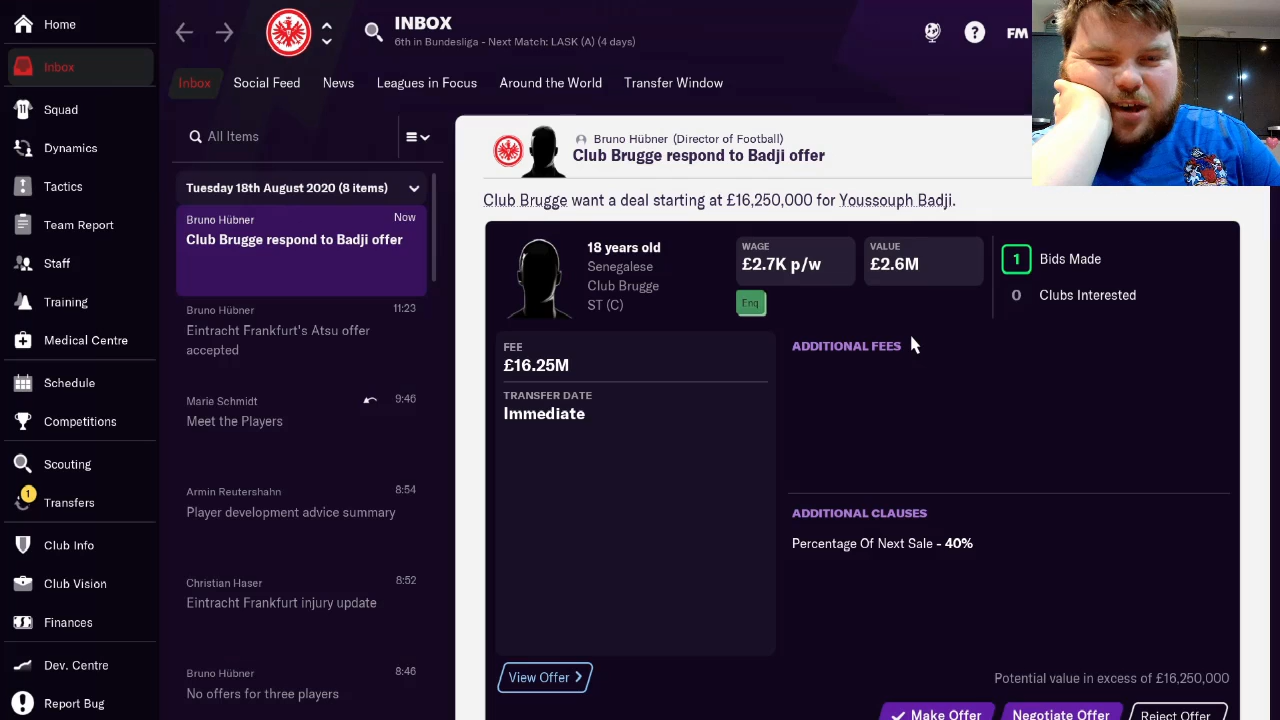 Home
Inbox
Squad
Dynamics
Tactics
Team Report
Staff
Training
Medical Centre
Schedule
Competitions
Scouting
1
Transfers
Club Info
Club Vision
Finances
Dev. Centre
Report Bug
INBOX
6th in Bundesliga - Next Match: LASK (A) (4 days)
FM
Inbox
Social Feed
News
Leagues in Focus
Around the World
Transfer Window
All Items
Tuesday 18th August 2020 (8 items)
Bruno Hübner
Now
Club Brugge respond to Badji offer
Bruno Hübner
11:23
Eintracht Frankfurt's Atsu offer
accepted
Marie Schmidt
9:46
Meet the Players
Armin Reutershahn
8:54
Player development advice summary
Christian Haser
8:52
Eintracht Frankfurt injury update
Bruno Hübner
8:46
No offers for three players
Bruno Hübner (Director of Football)
Club Brugge respond to Badji offer
Club Brugge want a deal starting at £16,250,000 for Youssouph Badji.
18 years old
Senegalese
Club Brugge
ST (C)
WAGE
£2.7K p/w
VALUE
£2.6M
Enq
1 Bids Made
0 Clubs Interested
FEE
£16.25M
TRANSFER DATE
Immediate
ADDITIONAL FEES
ADDITIONAL CLAUSES
Percentage Of Next Sale - 40%
View Offer
Potential value in excess of £16,250,000
Make Offer
Negotiate Offer
Reject Offer